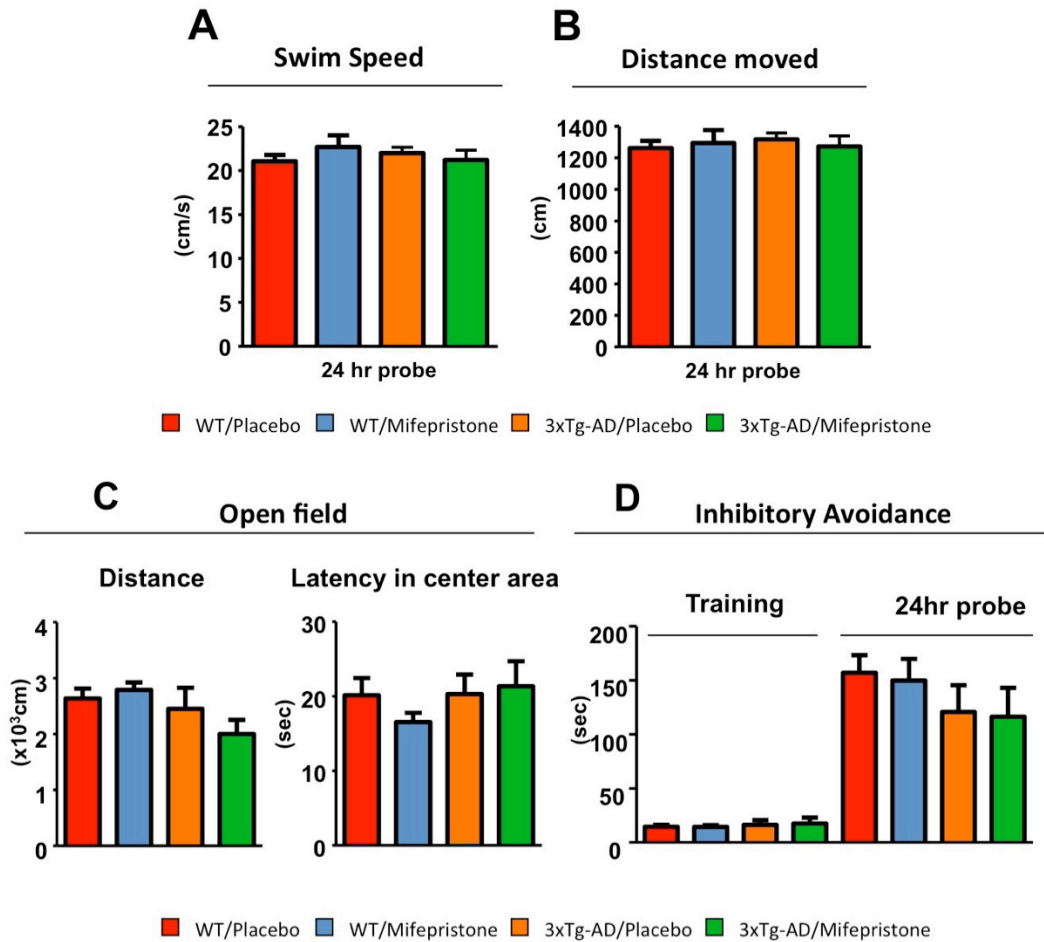 A
B
Swim Speed
Distance moved
25
20
15
10
5
0
(cm/s)
24 hr probe
1400
1200
1000
800
600
400
200
0
(cm)
24 hr probe
WT/Placebo WT/Mifepristone 3xTg-AD/Placebo 3xTg-AD/Mifepristone
C
Open field
D
Inhibitory Avoidance
Distance
4
3
2
1
0
(x10³cm)
Latency in center area
30
20
10
0
(sec)
Training
24hr probe
200
150
100
50
0
(sec)
WT/Placebo WT/Mifepristone 3xTg-AD/Placebo 3xTg-AD/Mifepristone